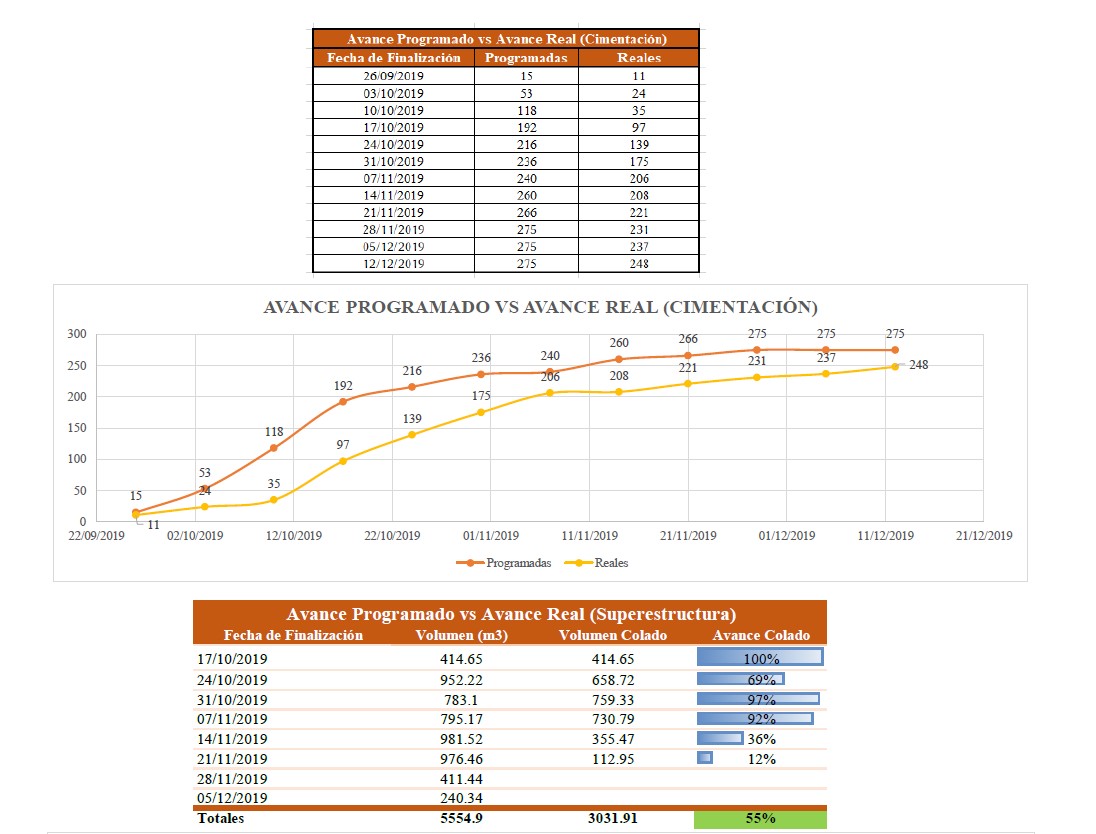 Avance Programado vs Avance Real (Cimentación)
Fecha de Finalización Programadas Reales
26/09/2019 15 11
03/10/2019 53 24
10/10/2019 118 35
17/10/2019 192 97
24/10/2019 216 139
31/10/2019 236 175
07/11/2019 240 206
14/11/2019 260 208
21/11/2019 266 221
28/11/2019 275 231
05/12/2019 275 237
12/12/2019 275 248
AVANCE PROGRAMADO VS AVANCE REAL (CIMENTACIÓN)
300
250
200
150
100
50
0
15 53 118 192 216 236 240 260 266 275 275 275
11 24 35 97 139 175 206 208 221 231 237 248
22/09/2019 02/10/2019 12/10/2019 22/10/2019 01/11/2019 11/11/2019 21/11/2019 01/12/2019 11/12/2019 21/12/2019
Programadas Reales
Avance Programado vs Avance Real (Superestructura)
Fecha de Finalización Volumen (m3) Volumen Colado Avance Colado
17/10/2019 414.65 414.65 100%
24/10/2019 952.22 658.72 69%
31/10/2019 783.1 759.33 97%
07/11/2019 795.17 730.79 92%
14/11/2019 981.52 355.47 36%
21/11/2019 976.46 112.95 12%
28/11/2019 411.44
05/12/2019 240.34
Totales 5554.9 3031.91 55%